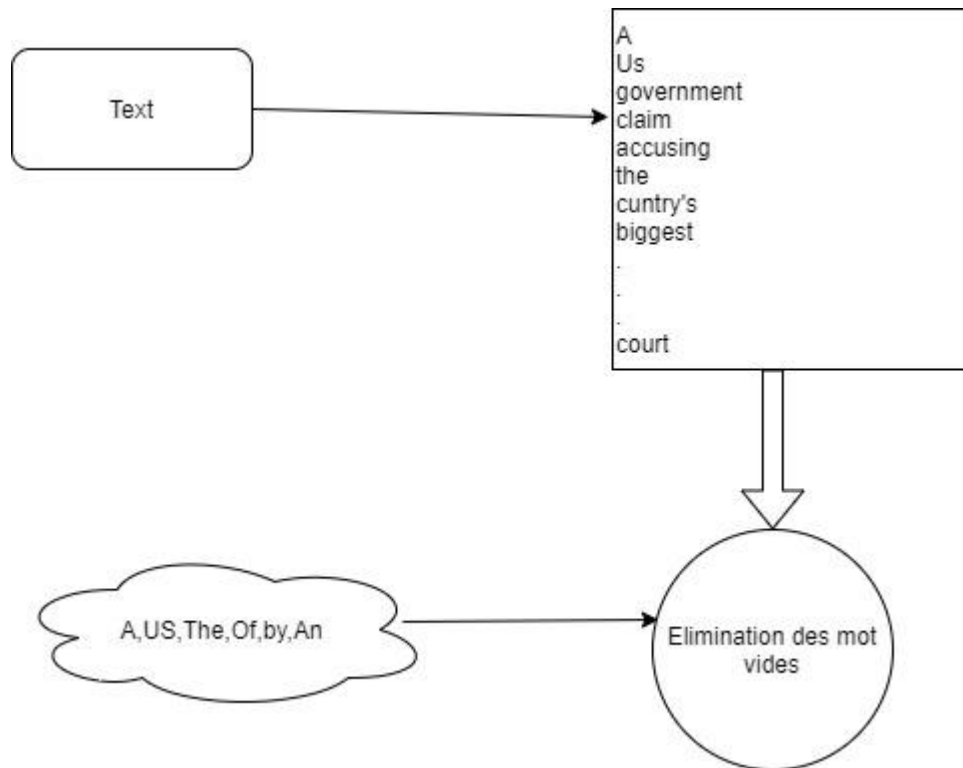 Text
A
Us
government
claim
accusing
the
cuntry's
biggest
.
.
.
court
A,US,The,Of,by,An
Elimination des mot
vides